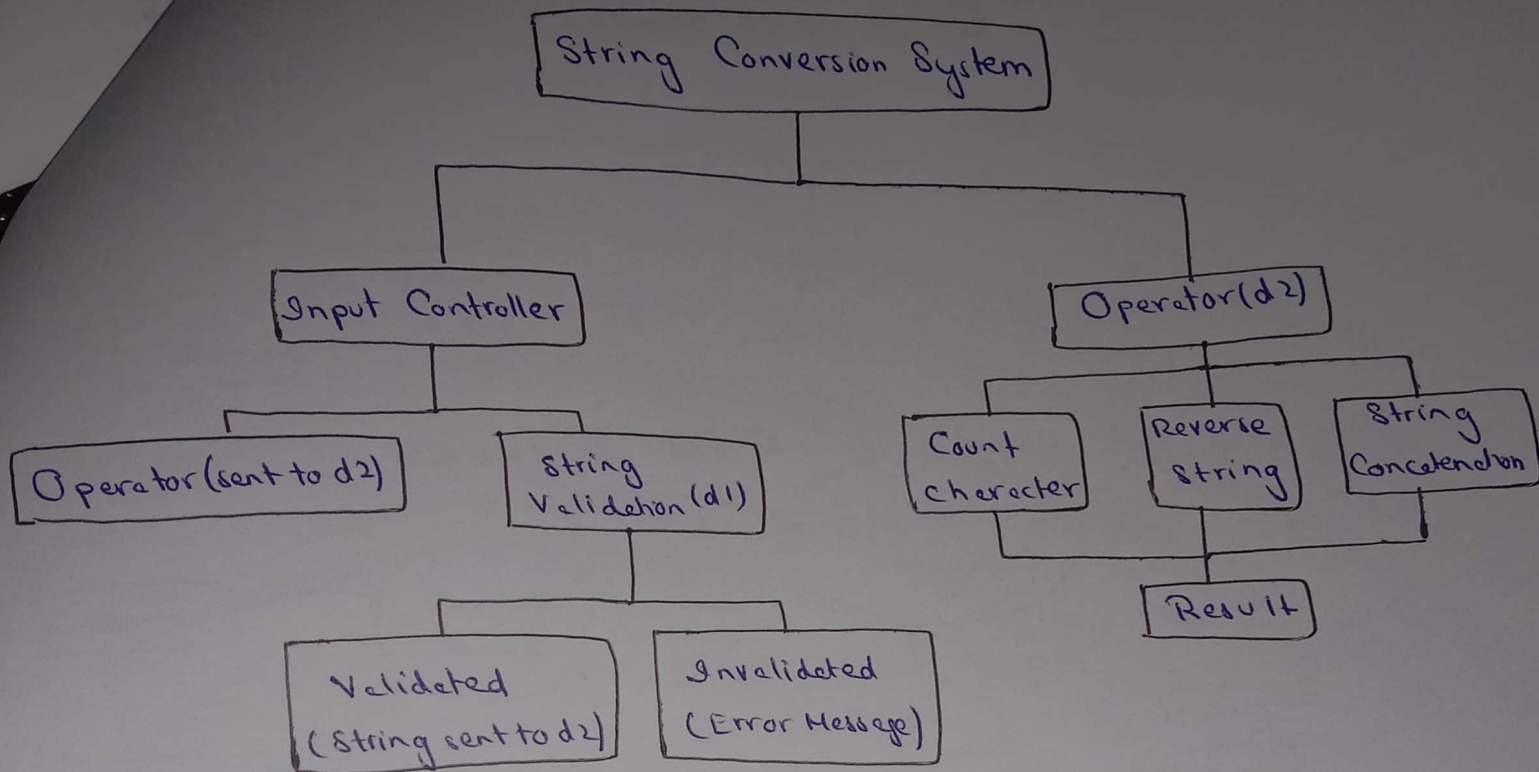 String Conversion System
Input Controller
Operator(d2)
Operator(sent to d2)
String
Validation (d1)
Count
Character
Reverse
String
String
Concatenation
Result
Validated
(String sent to d2)
Invalidated
(Error Message)